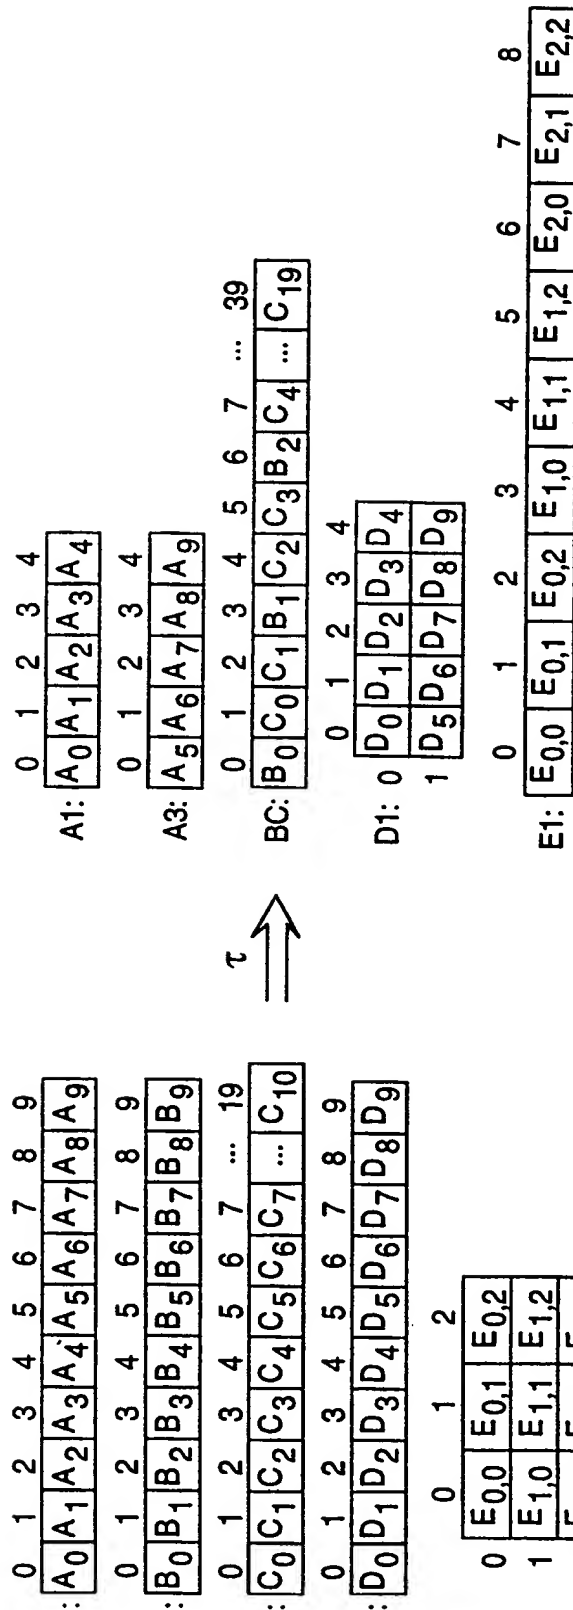 0 1 2 3 4 5 6 7 8 9
: A0 A1 A2 A3 A4 A5 A6 A7 A8 A9
0 1 2 3 4 5 6 7 8 9
: B0 B1 B2 B3 B4 B5 B6 B7 B8 B9
0 1 2 3 4 5 6 7 ... 19
: C0 C1 C2 C3 C4 C5 C6 C7 ... C10
0 1 2 3 4 5 6 7 8 9
: D0 D1 D2 D3 D4 D5 D6 D7 D8 D9
0 1 2
0 E0,0 E0,1 E0,2
1 E1,0 E1,1 E1,2
τ
0 1 2 3 4
A1: A0 A1 A2 A3 A4
0 1 2 3 4
A3: A5 A6 A7 A8 A9
0 1 2 3 4 5 6 7 ... 39
BC: B0 C0 C1 B1 C2 C3 B2 C4 ... C19
0 1 2 3 4
D1: 0 D0 D1 D2 D3 D4
1 D5 D6 D7 D8 D9
0 1 2 3 4 5 6 7 8
E1: E0,0 E0,1 E0,2 E1,0 E1,1 E1,2 E2,0 E2,1 E2,2